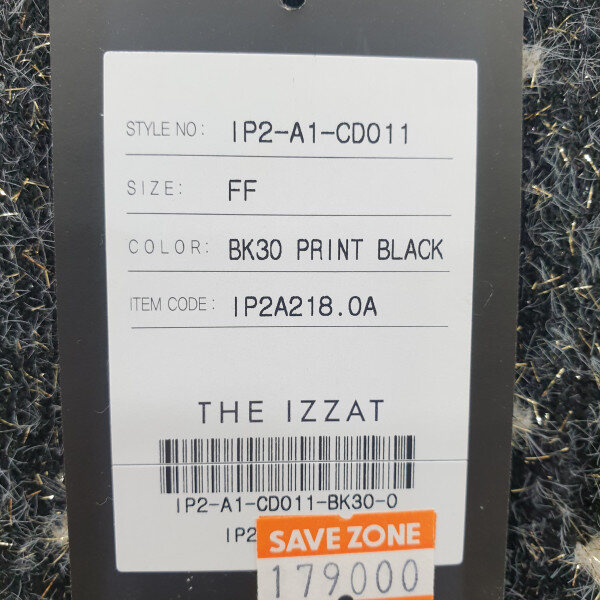 STYLE NO: IP2-A1-CD011
SIZE: FF
COLOR: BK30 PRINT BLACK
ITEM CODE: IP2A218.0A
THE IZZAT
IP2-A1-CD011-BK30-0
IP2
SAVE ZONE
179000